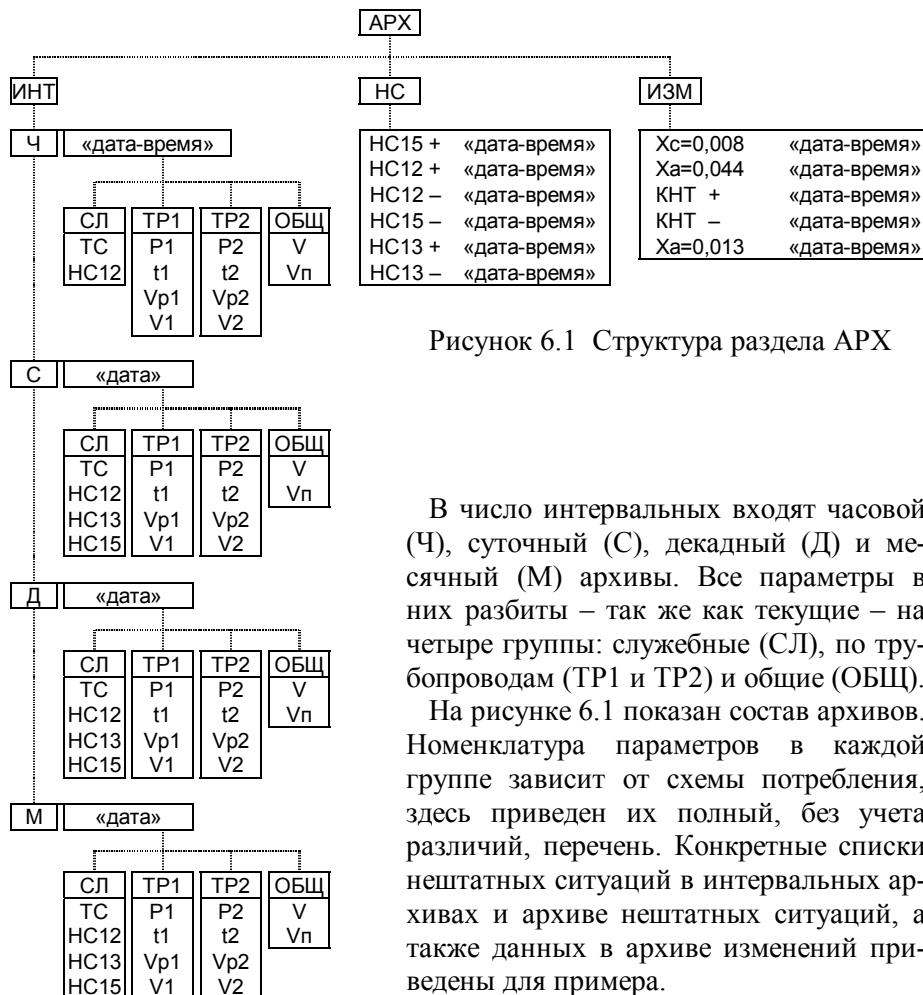 АРХ
ИНТ НС ИЗМ
Ч «дата-время»
СЛ ТР1 ТР2 ОБЩ
ТС P1 P2 V
НС12 t1 t2 Vп
Vр1 Vр2
V1 V2
НС15 + «дата-время»
НС12 + «дата-время»
НС12 – «дата-время»
НС15 – «дата-время»
НС13 + «дата-время»
НС13 – «дата-время»
Хс=0,008 «дата-время»
Ха=0,044 «дата-время»
КНТ + «дата-время»
КНТ – «дата-время»
Ха=0,013 «дата-время»
Рисунок 6.1 Структура раздела АРХ
С «дата»
СЛ ТР1 ТР2 ОБЩ
ТС P1 P2 V
НС12 t1 t2 Vп
НС13 Vр1 Vр2
НС15 V1 V2
Д «дата»
СЛ ТР1 ТР2 ОБЩ
ТС P1 P2 V
НС12 t1 t2 Vп
НС13 Vр1 Vр2
НС15 V1 V2
М «дата»
СЛ ТР1 ТР2 ОБЩ
ТС P1 P2 V
НС12 t1 t2 Vп
НС13 Vр1 Vр2
НС15 V1 V2
В число интервальных входят часовой
(Ч), суточный (С), декадный (Д) и ме-
сячный (М) архивы. Все параметры в
них разбиты – так же как текущие – на
четыре группы: служебные (СЛ), по тру-
бопроводам (ТР1 и ТР2) и общие (ОБЩ).
На рисунке 6.1 показан состав архивов.
Номенклатура параметров в каждой
группе зависит от схемы потребления,
здесь приведен их полный, без учета
различий, перечень. Конкретные списки
нештатных ситуаций в интервальных ар-
хивах и архиве нештатных ситуаций, а
также данных в архиве изменений при-
ведены для примера.